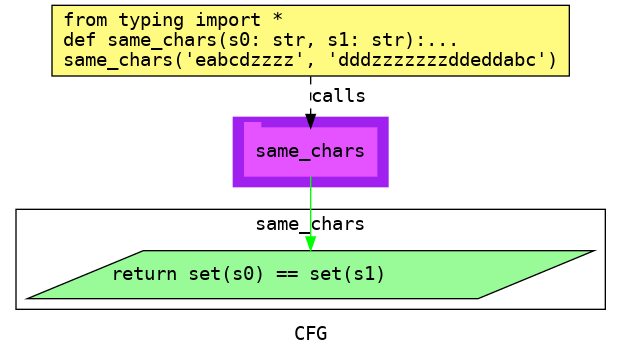 from typing import *
def same_chars(s0: str, s1: str):...
same_chars('eabcdzzzz', 'dddzzzzzzzddeddabc')
calls
same_chars
same_chars
return set(s0) == set(s1)
CFG